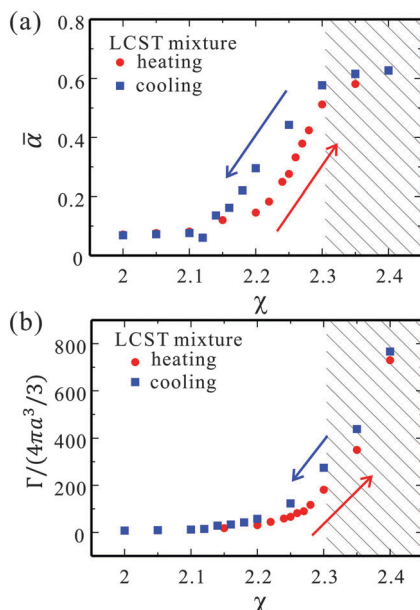 (a)
LCST mixture
heating
cooling
0.8
0.6
0.4
0.2
0
ᾱ
2 2.1 2.2 2.3 2.4
χ
(b)
LCST mixture
heating
cooling
800
600
400
200
0
Γ/(4πa³/3)
2 2.1 2.2 2.3 2.4
χ